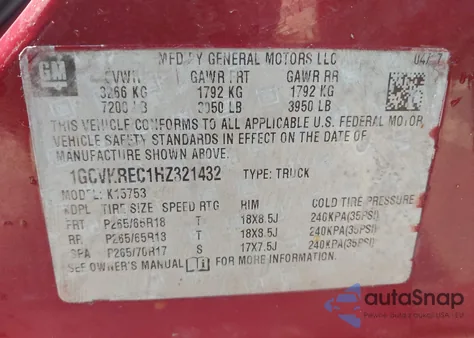 GM
MFD BY GENERAL MOTORS LLC
GVWR GAWR FRT GAWR RR
3266 KG 1792 KG 1792 KG
7200 LB 3950 LB 3950 LB
THIS VEHICLE CONFORMS TO ALL APPLICABLE U.S. FEDERAL MOTOR
VEHICLE SAFETY STANDARDS IN EFFECT ON THE DATE OF
MANUFACTURE SHOWN ABOVE.
1GCVKREC1HZ321432 TYPE: TRUCK
MODEL: K15753
TIRE SIZE SPEED RTG RIM COLD TIRE PRESSURE
FRT P265/65R18 T 18X8.5J 240KPA(35PSI)
RR P265/65R18 T 18X8.5J 240KPA(35PSI)
SPA P265/70R17 S 17X7.5J 240KPA(35PSI)
SEE OWNER'S MANUAL FOR MORE INFORMATION.
autoSnap